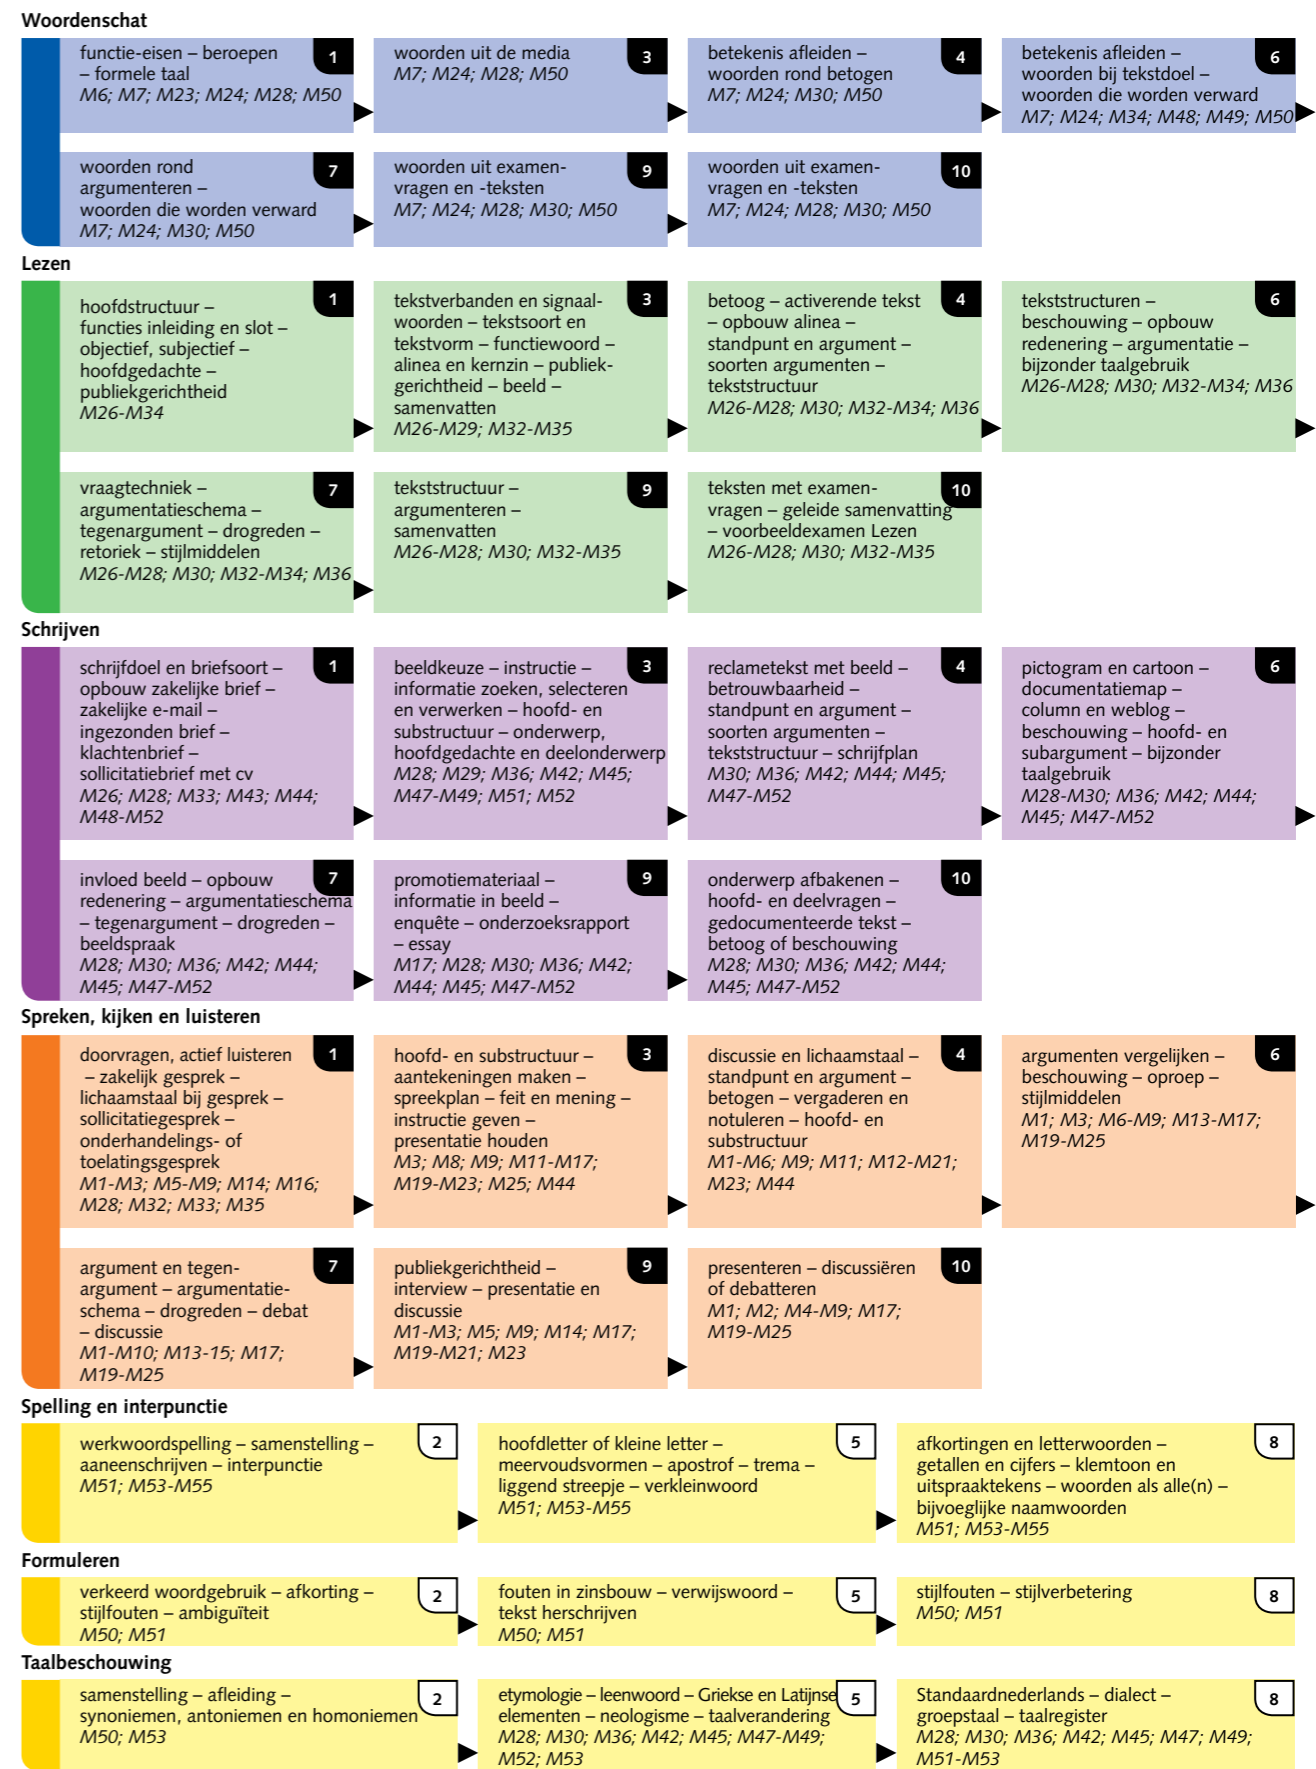 Woordenschat
functie-eisen – beroepen
– formele taal
M6; M7; M23; M24; M28; M50
1
woorden uit de media
M7; M24; M28; M50
3
betekenis afleiden –
woorden rond betogen
M7; M24; M30; M50
4
betekenis afleiden –
woorden bij tekstdoel –
woorden die worden verward
M7; M24; M34; M48; M49; M50
6
woorden rond
argumenteren –
woorden die worden verward
M7; M24; M30; M50
7
woorden uit examen-
vragen en -teksten
M7; M24; M28; M30; M50
9
woorden uit examen-
vragen en -teksten
M7; M24; M28; M30; M50
10
Lezen
hoofdstructuur –
functies inleiding en slot –
objectief, subjectief –
hoofdgedachte –
publiekgerichtheid
M26-M34
1
tekstverbanden en signaal-
woorden – tekstsoort en
tekstvorm – functiewoord –
alinea en kernzin – publiek-
gerichtheid – beeld –
samenvatten
M26-M29; M32-M35
3
betoog – activerende tekst
– opbouw alinea –
standpunt en argument –
soorten argumenten –
tekststructuur
M26-M28; M30; M32-M34; M36
4
tekststructuren –
beschouwing – opbouw
redenering – argumentatie –
bijzonder taalgebruik
M26-M28; M30; M32-M34; M36
6
vraagtechniek –
argumentatieschema –
tegenargument – drogreden –
retoriek – stijlmiddelen
M26-M28; M30; M32-M34; M36
7
tekststructuur –
argumenteren –
samenvatten
M26-M28; M30; M32-M35
9
teksten met examen-
vragen – geleide samenvatting
– voorbeeldexamen Lezen
M26-M28; M30; M32-M35
10
Schrijven
schrijfdoel en briefsoort –
opbouw zakelijke brief –
zakelijke e-mail –
ingezonden brief –
klachtenbrief –
sollicitatiebrief met cv
M26; M28; M33; M43; M44;
M48-M52
1
beeldkeuze – instructie –
informatie zoeken, selecteren
en verwerken – hoofd- en
substructuur – onderwerp,
hoofdgedachte en deelonderwerp
M28; M29; M36; M42; M45;
M47-M49; M51; M52
3
reclametekst met beeld –
betrouwbaarheid –
standpunt en argument –
soorten argumenten –
tekststructuur – schrijfplan
M30; M36; M42; M44; M45;
M47-M52
4
pictogram en cartoon –
documentatiemap –
column en weblog –
beschouwing – hoofd- en
subargument – bijzonder
taalgebruik
M28-M30; M36; M42; M44;
M45; M47-M52
6
invloed beeld – opbouw
redenering – argumentatieschema
– tegenargument – drogreden –
beeldspraak
M28; M30; M36; M42; M44;
M45; M47-M52
7
promotiemateriaal –
informatie in beeld –
enquête – onderzoeksrapport
– essay
M17; M28; M30; M36; M42;
M44; M45; M47-M52
9
onderwerp afbakenen –
hoofd- en deelvragen –
gedocumenteerde tekst –
betoog of beschouwing
M28; M30; M36; M42; M44;
M45; M47-M52
10
Spreken, kijken en luisteren
doorvragen, actief luisteren
– zakelijk gesprek –
lichaamstaal bij gesprek –
sollicitatiegesprek –
onderhandelings- of
toelatingsgesprek
M1-M3; M5-M9; M14; M16;
M28; M32; M33; M35
1
hoofd- en substructuur –
aantekeningen maken –
spreekplan – feit en mening –
instructie geven –
presentatie houden
M3; M8; M9; M11-M17;
M19-M23; M25; M44
3
discussie en lichaamstaal –
standpunt en argument –
betogen – vergaderen en
notuleren – hoofd- en
substructuur
M1-M6; M9; M11; M12-M21;
M23; M44
4
argumenten vergelijken –
beschouwing – oproep –
stijlmiddelen
M1; M3; M6-M9; M13-M17;
M19-M25
6
argument en tegen-
argument – argumentatie-
schema – drogreden – debat
– discussie
M1-M10; M13-15; M17;
M19-M25
7
publiekgerichtheid –
interview – presentatie en
discussie
M1-M3; M5; M9; M14; M17;
M19-M21; M23
9
presenteren – discussiëren
of debatteren
M1; M2; M4-M9; M17;
M19-M25
10
Spelling en interpunctie
werkwoordspelling – samenstelling –
aaneenschrijven – interpunctie
M51; M53-M55
2
hoofdletter of kleine letter –
meervoudsvormen – apostrof – trema –
liggend streepje – verkleinwoord
M51; M53-M55
5
afkortingen en letterwoorden –
getallen en cijfers – klemtoon en
uitspraaktekens – woorden als alle(n) –
bijvoeglijke naamwoorden
M51; M53-M55
8
Formuleren
verkeerd woordgebruik – afkorting –
stijlfouten – ambiguïteit
M50; M51
2
fouten in zinsbouw – verwijswoord –
tekst herschrijven
M50; M51
5
stijlfouten – stijlverbetering
M50; M51
8
Taalbeschouwing
samenstelling – afleiding –
synoniemen, antoniemen en homoniemen
M50; M53
2
etymologie – leenwoord – Griekse en Latijnse
elementen – neologisme – taalverandering
M28; M30; M36; M42; M45; M47-M49;
M52; M53
5
Standaardnederlands – dialect –
groepstaal – taalregister
M28; M30; M36; M42; M45; M47; M49;
M51-M53
8